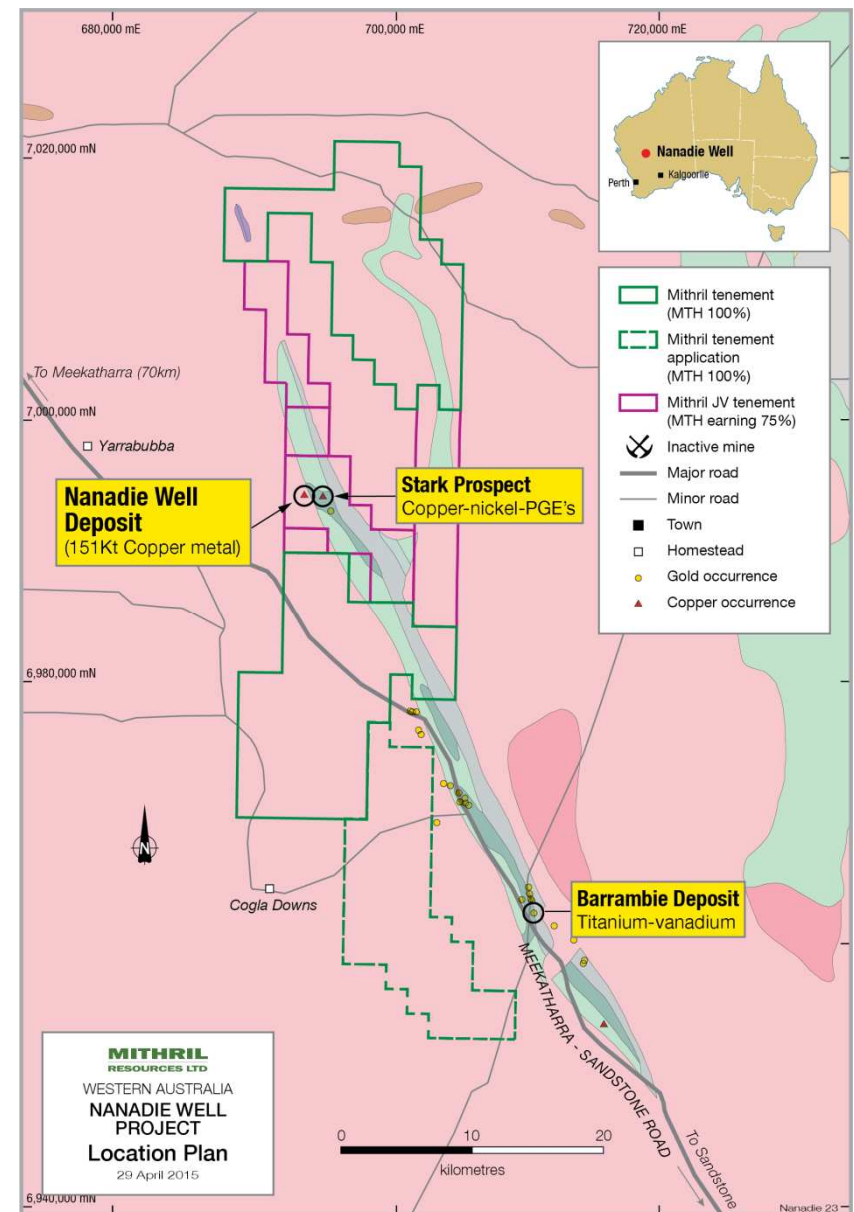 680,000 mE
700,000 mE
720,000 mE
7,020,000 mN
Nanadie Well
Perth
Kalgoorlie
Mithril tenement
(MTH 100%)
Mithril tenement
application
(MTH 100%)
Mithril JV tenement
(MTH earning 75%)
Inactive mine
Major road
Minor road
Town
Homestead
Gold occurrence
Copper occurrence
To Meekatharra (70km)
7,000,000 mN
Yarrabubba
Nanadie Well
Deposit
(151Kt Copper metal)
Stark Prospect
Copper-nickel-PGE's
6,980,000 mN
N
Cogla Downs
Barrambie Deposit
Titanium-vanadium
MEEKATHARRA - SANDSTONE ROAD
To Sandstone
MITHRIL
RESOURCES LTD
WESTERN AUSTRALIA
NANADIE WELL
PROJECT
Location Plan
29 April 2015
0 10 20
kilometres
6,940,000 mN
Nanadie 23